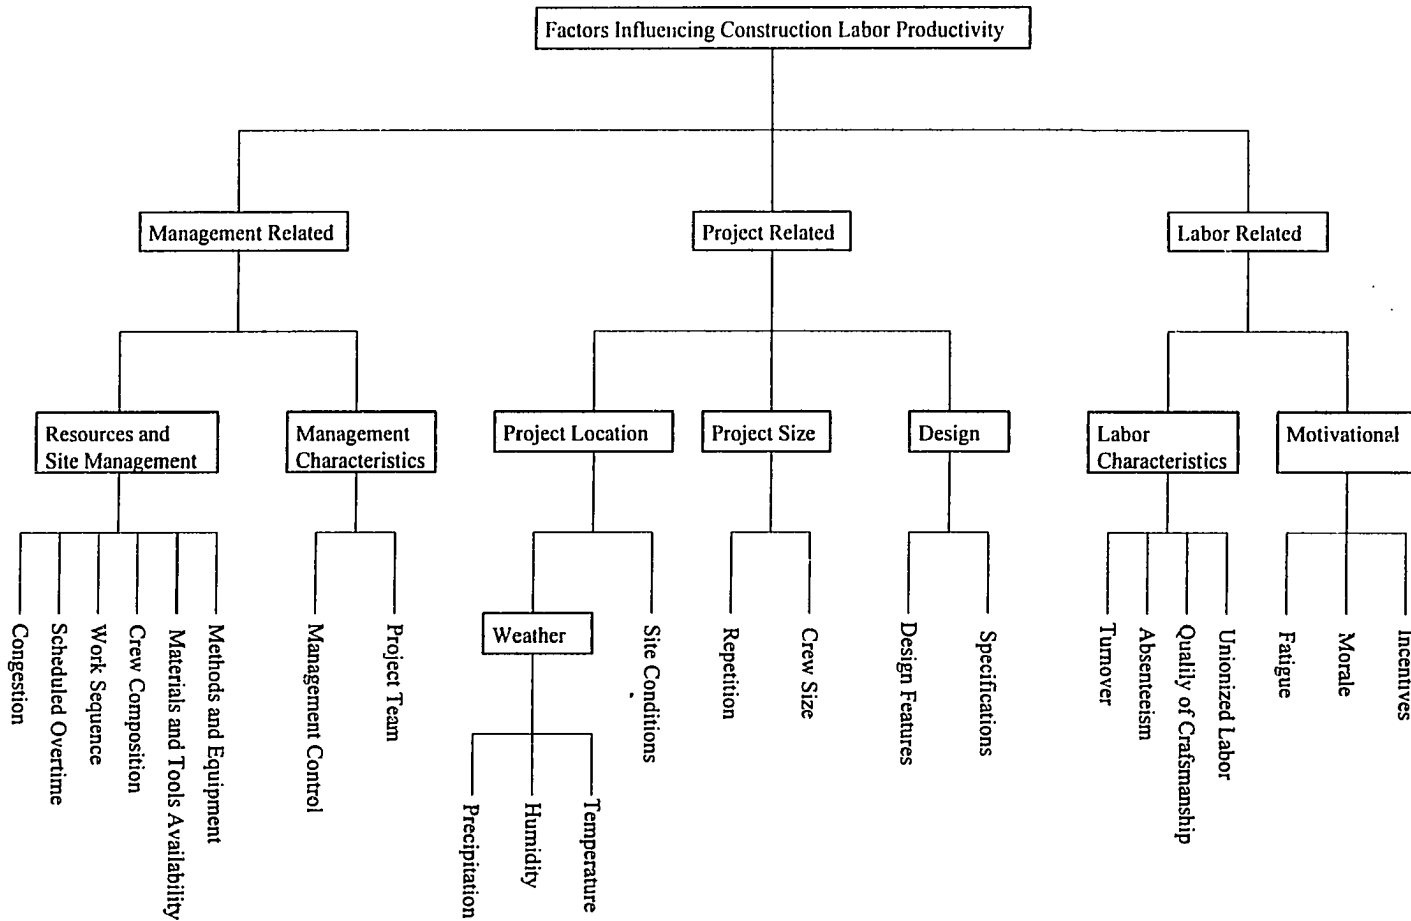 Factors Influencing Construction Labor Productivity
Management Related
Project Related
Labor Related
Resources and
Site Management
Management
Characteristics
Project Location
Project Size
Design
Labor
Characteristics
Motivational
Congestion
Scheduled Overtime
Work Sequence
Crew Composition
Materials and Tools Availability
Methods and Equipment
Management Control
Project Team
Weather
Site Conditions
Repetition
Crew Size
Design Features
Specifications
Turnover
Absenteeism
Qualily of Crafsmanship
Unionized Labor
Fatigue
Morale
Incentives
Precipitation
Humidity
Temperature